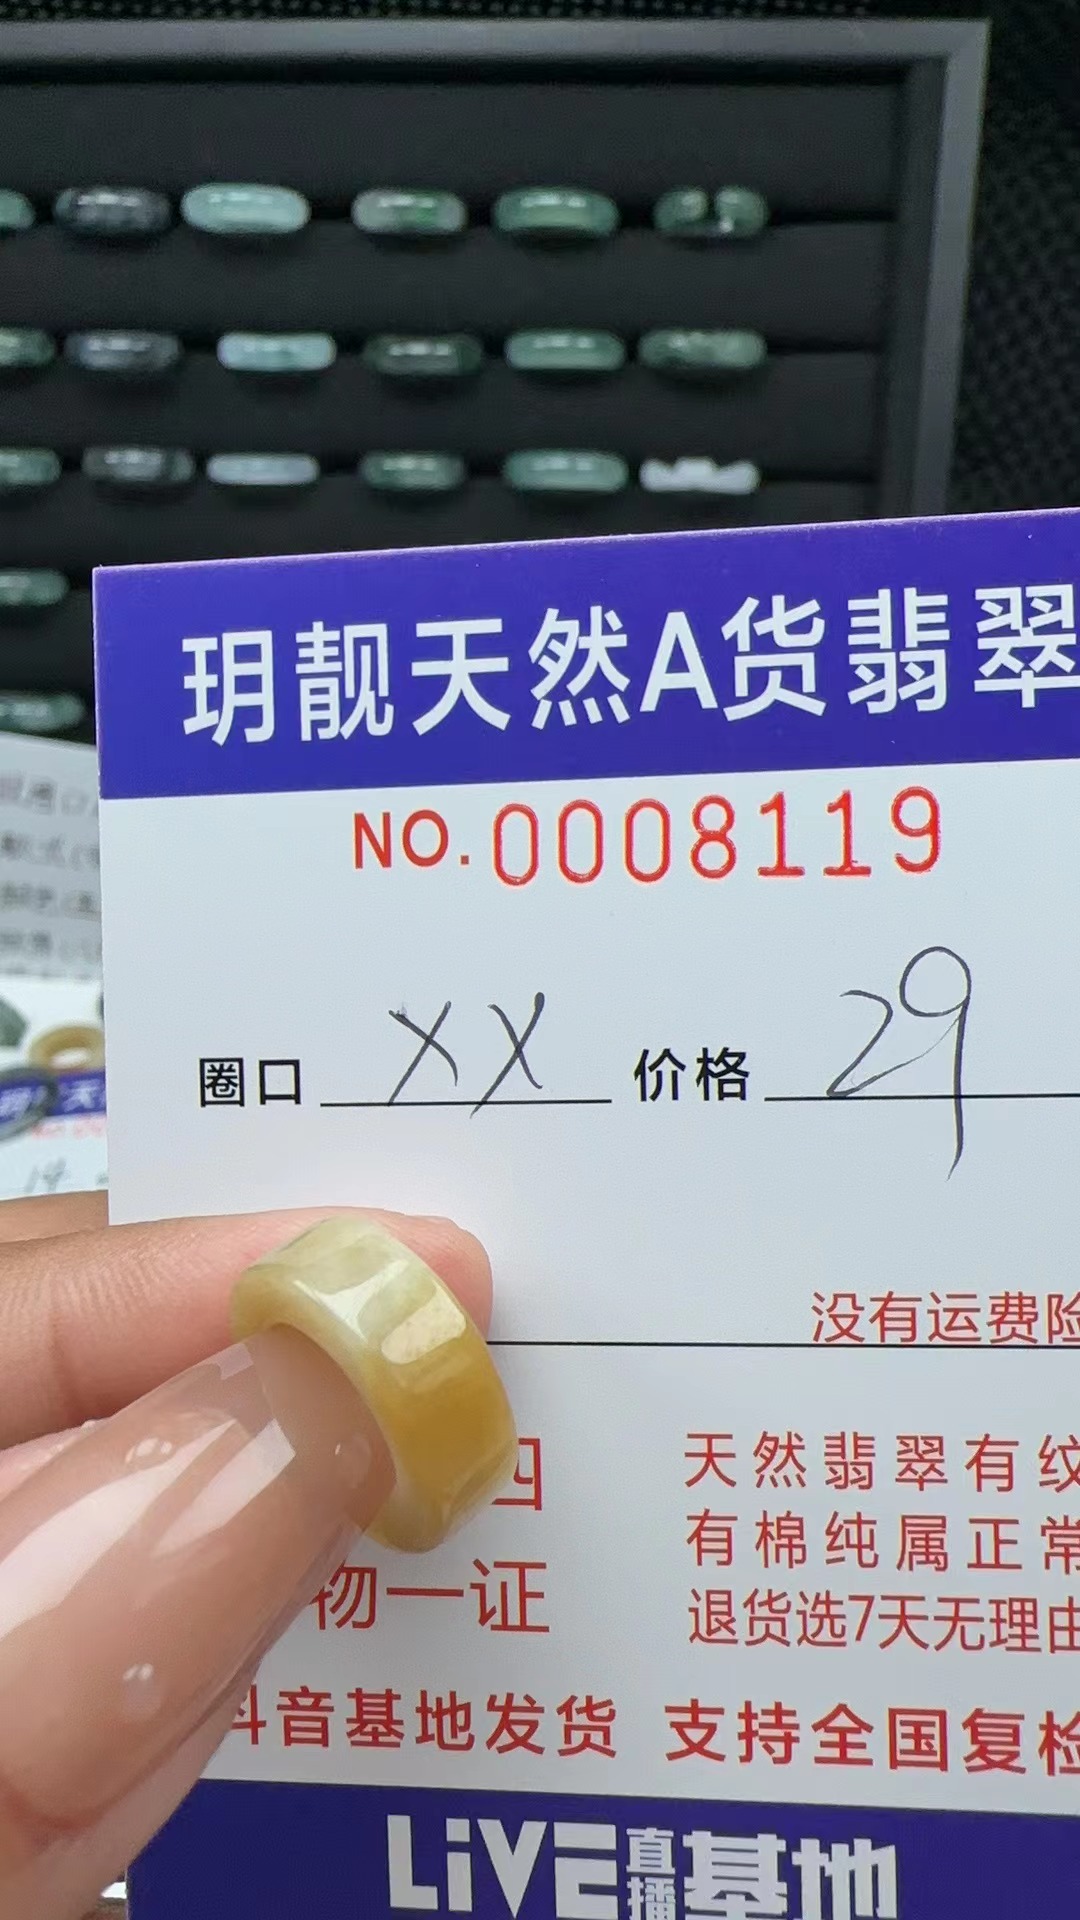 玥靓天然A货翡翠
NO.0008119
圈口 XX 价格 29
没有运费险
四
天然翡翠有纹
有棉纯属正常
物一证
退货选7天无理由
抖音基地发货 支持全国复检
LiVE直播基地